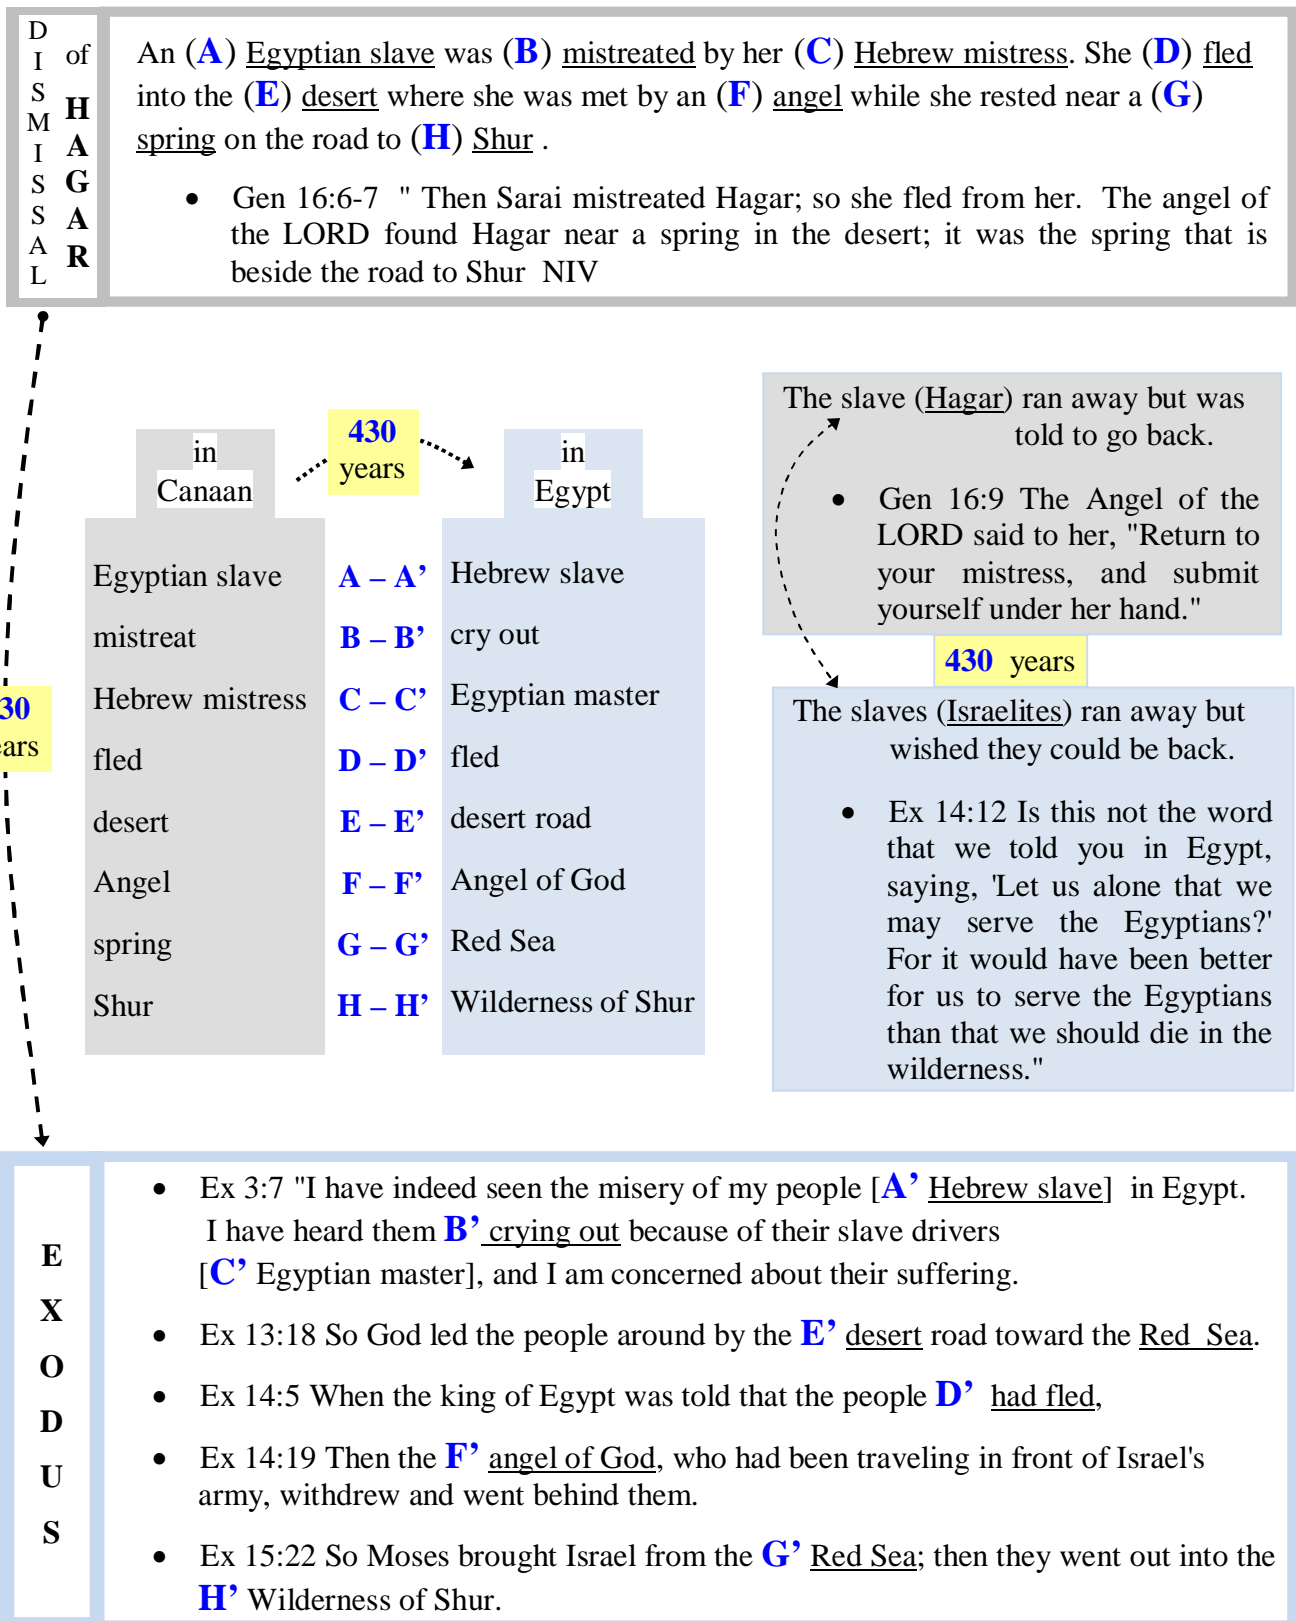 DISMISSAL
of
HAGAR
An (A) Egyptian slave was (B) mistreated by her (C) Hebrew mistress. She (D) fled
into the (E) desert where she was met by an (F) angel while she rested near a (G)
spring on the road to (H) Shur .
• Gen 16:6-7 " Then Sarai mistreated Hagar; so she fled from her. The angel of
the LORD found Hagar near a spring in the desert; it was the spring that is
beside the road to Shur NIV
in
Canaan
430
years
in
Egypt
Egyptian slave A – A’ Hebrew slave
mistreat B – B’ cry out
Hebrew mistress C – C’ Egyptian master
fled D – D’ fled
desert E – E’ desert road
Angel F – F’ Angel of God
spring G – G’ Red Sea
Shur H – H’ Wilderness of Shur
30
ears
The slave (Hagar) ran away but was
told to go back.
• Gen 16:9 The Angel of the
LORD said to her, "Return to
your mistress, and submit
yourself under her hand."
430 years
The slaves (Israelites) ran away but
wished they could be back.
• Ex 14:12 Is this not the word
that we told you in Egypt,
saying, 'Let us alone that we
may serve the Egyptians?'
For it would have been better
for us to serve the Egyptians
than that we should die in the
wilderness."
EXODUS
• Ex 3:7 "I have indeed seen the misery of my people [A’ Hebrew slave] in Egypt.
I have heard them B’ crying out because of their slave drivers
[C’ Egyptian master], and I am concerned about their suffering.
• Ex 13:18 So God led the people around by the E’ desert road toward the Red Sea.
• Ex 14:5 When the king of Egypt was told that the people D’ had fled,
• Ex 14:19 Then the F’ angel of God, who had been traveling in front of Israel's
army, withdrew and went behind them.
• Ex 15:22 So Moses brought Israel from the G’ Red Sea; then they went out into the
H’ Wilderness of Shur.